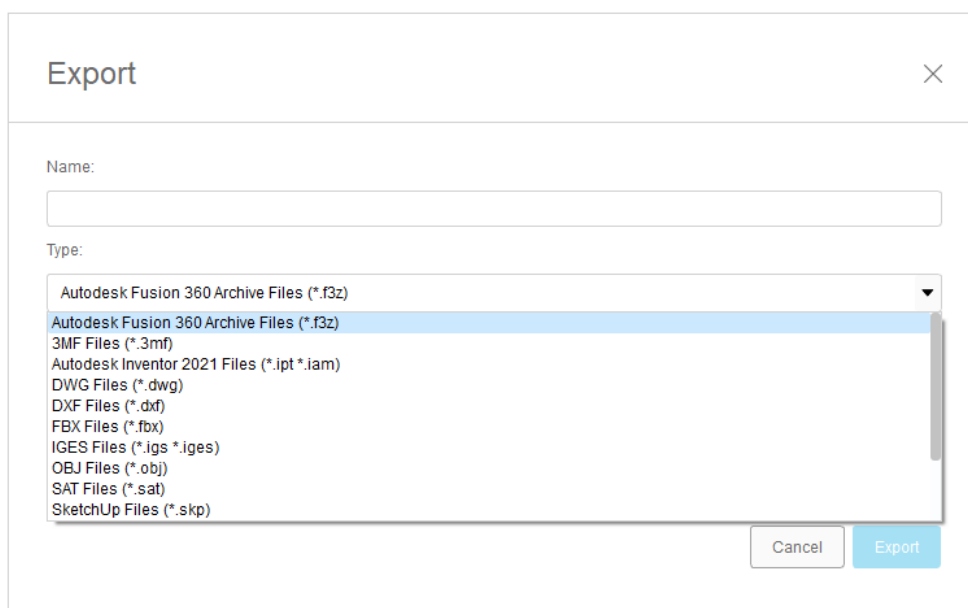 Export
Name:
Type:
Autodesk Fusion 360 Archive Files (*.f3z)
Autodesk Fusion 360 Archive Files (*.f3z)
3MF Files (*.3mf)
Autodesk Inventor 2021 Files (*.ipt *.iam)
DWG Files (*.dwg)
DXF Files (*.dxf)
FBX Files (*.fbx)
IGES Files (*.igs *.iges)
OBJ Files (*.obj)
SAT Files (*.sat)
SketchUp Files (*.skp)
Cancel Export